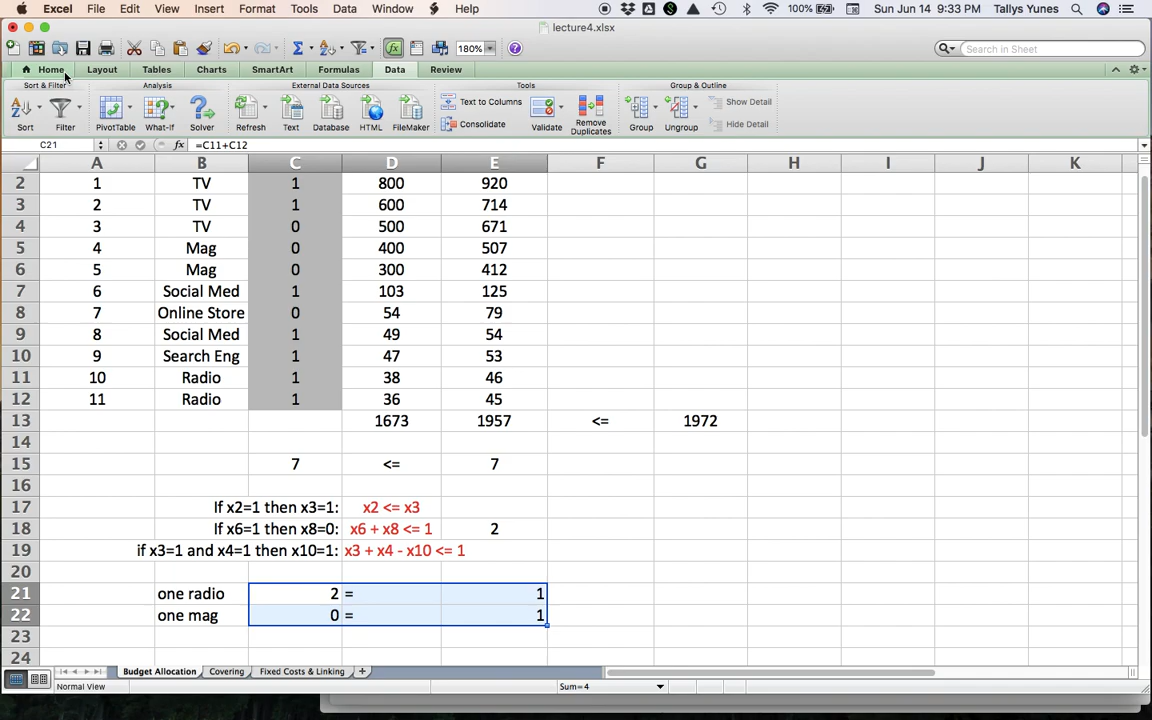 Excel File Edit View Insert Format Tools Data Window Help 100% Sun Jun 14 9:33 PM Tallys Yunes
lecture4.xlsx
180% Search in Sheet
Home Layout Tables Charts SmartArt Formulas Data Review
Sort & Filter Analysis External Data Sources Tools Group & Outline
Text to Columns Show Detail
Consolidate Hide Detail
Sort Filter PivotTable What-If Solver Refresh Text Database HTML FileMaker Validate Remove Duplicates Group Ungroup
C21 fx =C11+C12
A B C D E F G H I J K
2 1 TV 1 800 920
3 2 TV 1 600 714
4 3 TV 0 500 671
5 4 Mag 0 400 507
6 5 Mag 0 300 412
7 6 Social Med 1 103 125
8 7 Online Store 0 54 79
9 8 Social Med 1 49 54
10 9 Search Eng 1 47 53
11 10 Radio 1 38 46
12 11 Radio 1 36 45
13 1673 1957 <= 1972
14
15 7 <= 7
16
17 If x2=1 then x3=1: x2 <= x3
18 If x6=1 then x8=0: x6 + x8 <= 1 2
19 if x3=1 and x4=1 then x10=1: x3 + x4 - x10 <= 1
20
21 one radio 2 = 1
22 one mag 0 = 1
23
24
Budget Allocation Covering Fixed Costs & Linking +
Normal View Sum=4